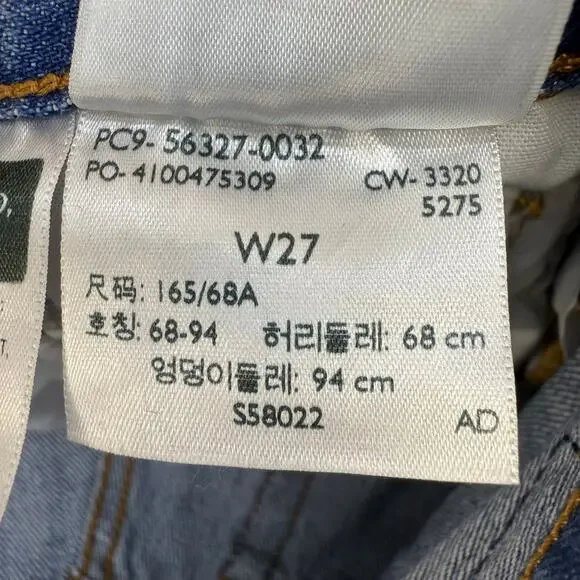 PC9- 56327-0032
PO- 4100475309 CW- 3320
5275
W27
尺码: 165/68A
호칭: 68-94 허리둘레: 68 cm
엉덩이둘레: 94 cm
S58022 AD